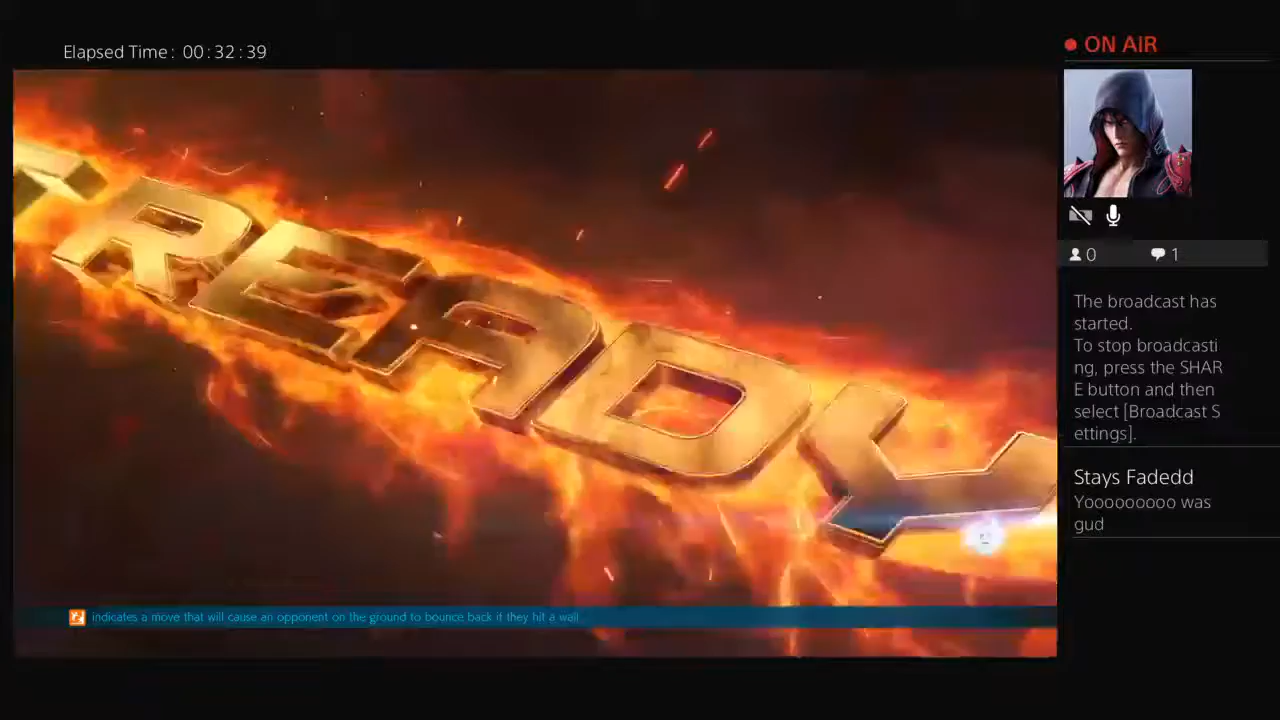 Elapsed Time: 00:32:39
ON AIR
READY
0
1
The broadcast has
started.
To stop broadcasti
ng, press the SHAR
E button and then
select [Broadcast S
ettings].
Stays Fadedd
Yooooooooo was
gud
indicates a move that will cause an opponent on the ground to bounce back if they hit a wall